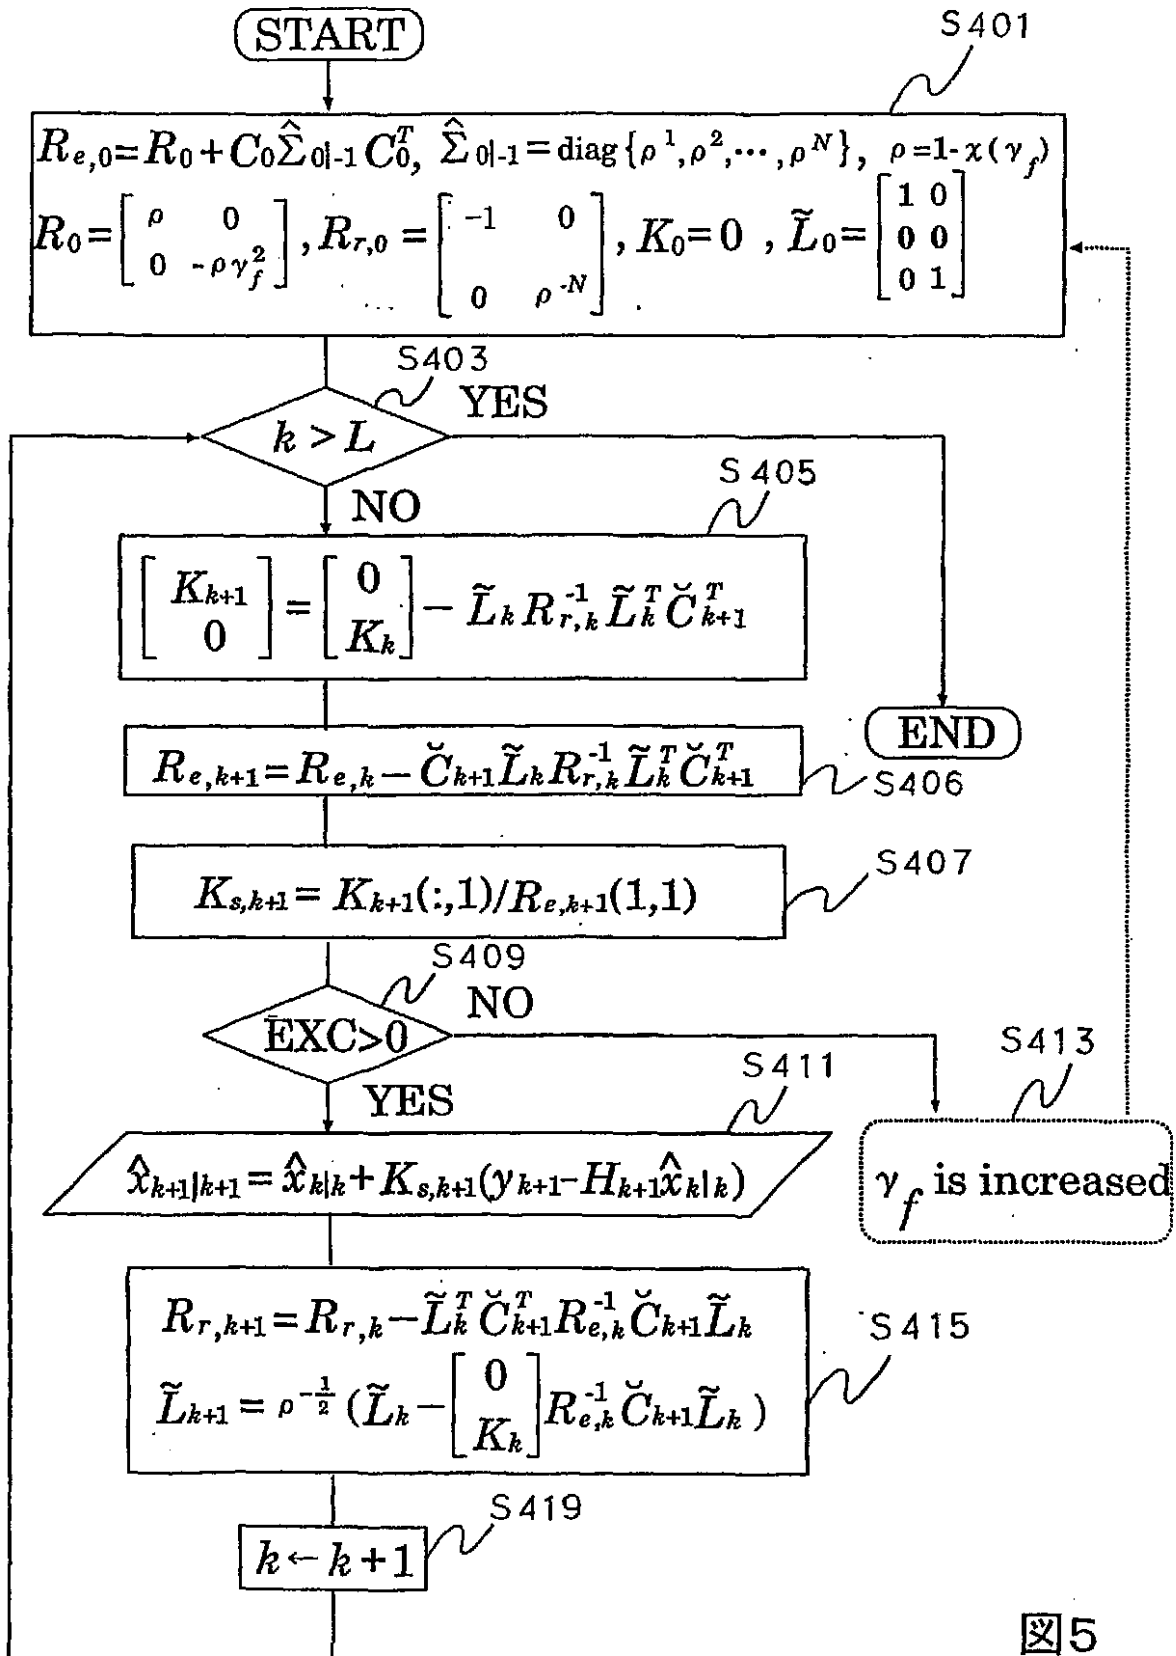 START
S401
R_{e,0}=R_0+C_0\hat{Σ}_{0|-1}C_0^T, \hat{Σ}_{0|-1}=diag{ρ^1,ρ^2,⋯,ρ^N}, ρ=1-χ(γ_f)
R_0=[ρ 0; 0 -ργ_f^2], R_{r,0}=[-1 0; 0 ρ^{-N}], K_0=0, \tilde{L}_0=[1 0; 0 0; 0 1]
S403
k>L
YES
NO
S405
[K_{k+1}; 0]=[0; K_k]-\tilde{L}_k R_{r,k}^{-1} \tilde{L}_k^T \check{C}_{k+1}^T
END
R_{e,k+1}=R_{e,k}-\check{C}_{k+1}\tilde{L}_k R_{r,k}^{-1} \tilde{L}_k^T \check{C}_{k+1}^T
S406
S407
K_{s,k+1}=K_{k+1}(:,1)/R_{e,k+1}(1,1)
S409
EXC>0
NO
YES
S411
S413
\hat{x}_{k+1|k+1}=\hat{x}_{k|k}+K_{s,k+1}(y_{k+1}-H_{k+1}\hat{x}_{k|k})
γ_f is increased
R_{r,k+1}=R_{r,k}-\tilde{L}_k^T \check{C}_{k+1}^T R_{e,k}^{-1} \check{C}_{k+1}\tilde{L}_k
S415
\tilde{L}_{k+1}=ρ^{-1/2}(\tilde{L}_k-[0; K_k]R_{e,k}^{-1} \check{C}_{k+1}\tilde{L}_k)
S419
k←k+1
図5